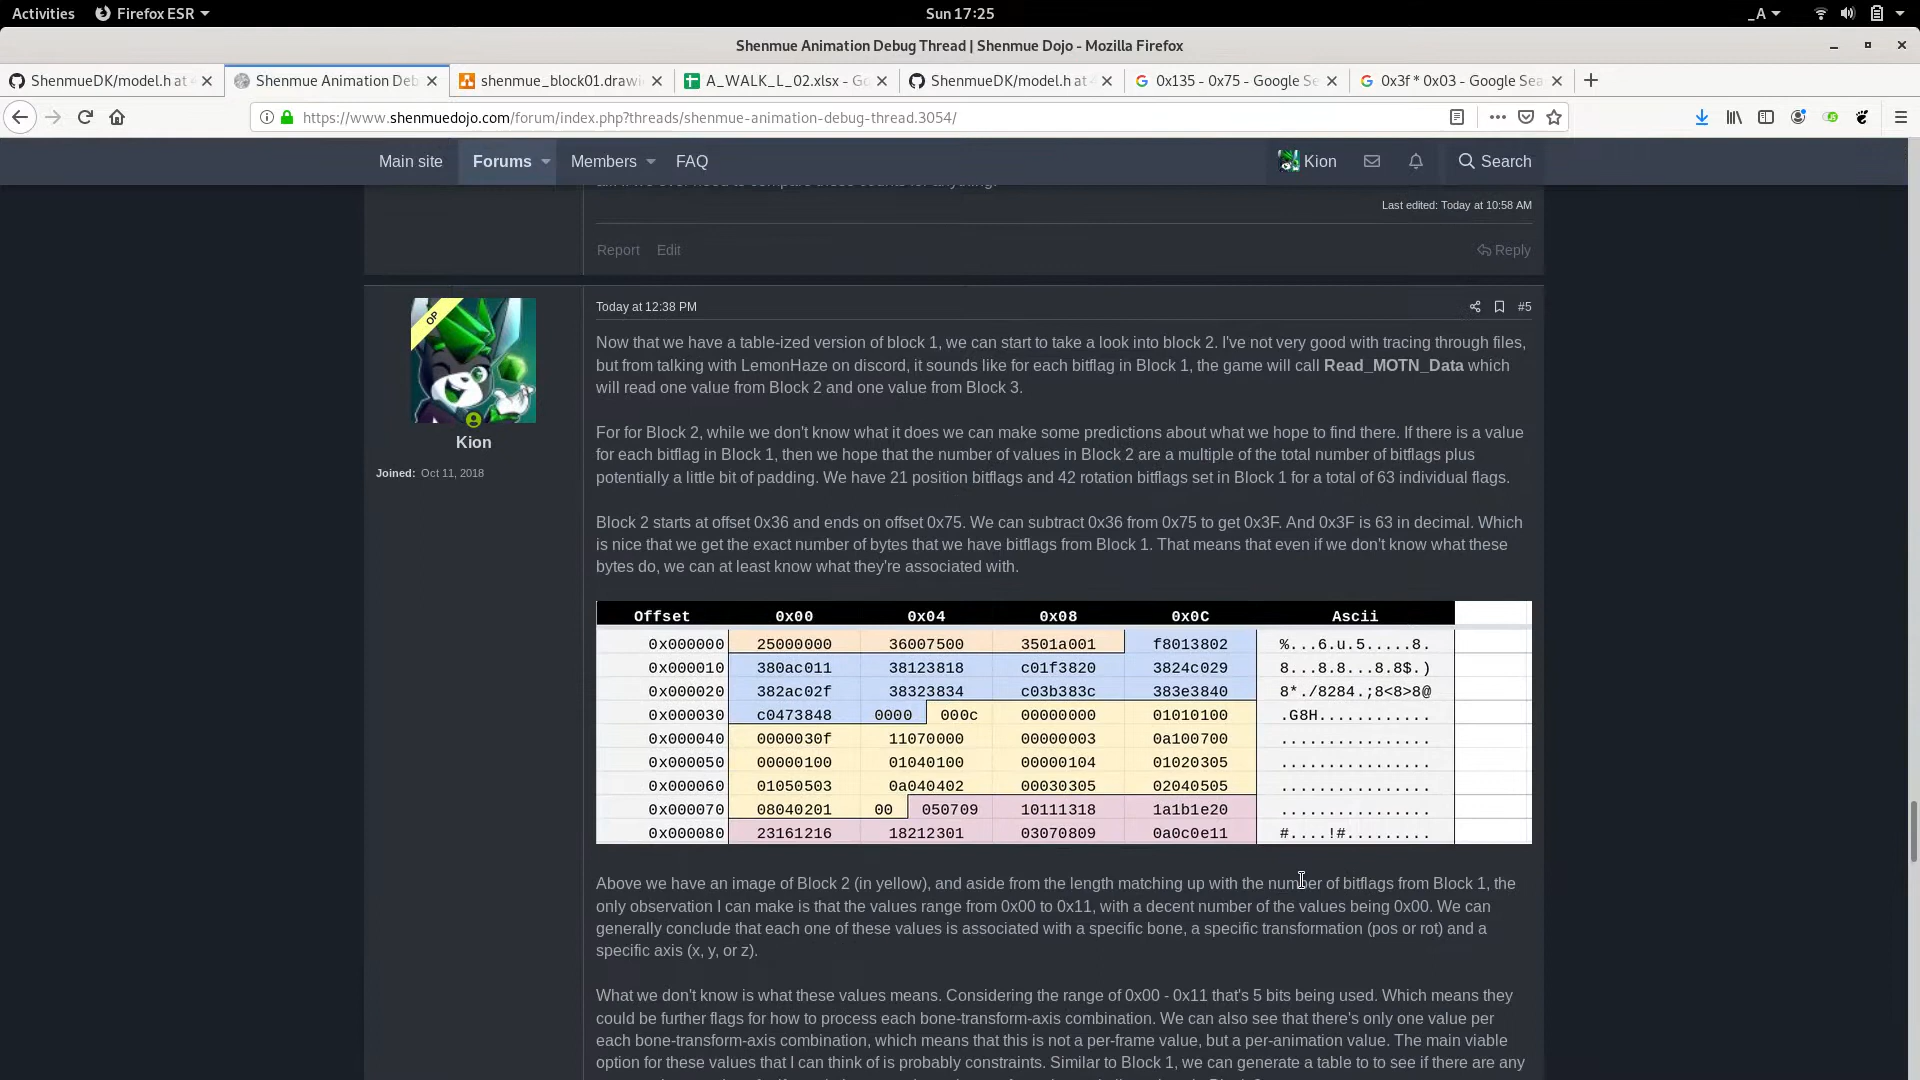 Activities Firefox ESR Sun 17:25 _A
Shenmue Animation Debug Thread | Shenmue Dojo - Mozilla Firefox
ShenmueDK/model.h at Shenmue Animation Deb shenmue_block01.drawi A_WALK_L_02.xlsx - Go ShenmueDK/model.h at 0x135 - 0x75 - Google Se 0x3f * 0x03 - Google Sea
https://www.shenmuedojo.com/forum/index.php?threads/shenmue-animation-debug-thread.3054/
Main site Forums Members FAQ Kion Search
Last edited: Today at 10:58 AM
Report Edit Reply
OP
Kion
Joined: Oct 11, 2018
Today at 12:38 PM #5
Now that we have a table-ized version of block 1, we can start to take a look into block 2. I've not very good with tracing through files,
but from talking with LemonHaze on discord, it sounds like for each bitflag in Block 1, the game will call Read_MOTN_Data which
will read one value from Block 2 and one value from Block 3.
For for Block 2, while we don't know what it does we can make some predictions about what we hope to find there. If there is a value
for each bitflag in Block 1, then we hope that the number of values in Block 2 are a multiple of the total number of bitflags plus
potentially a little bit of padding. We have 21 position bitflags and 42 rotation bitflags set in Block 1 for a total of 63 individual flags.
Block 2 starts at offset 0x36 and ends on offset 0x75. We can subtract 0x36 from 0x75 to get 0x3F. And 0x3F is 63 in decimal. Which
is nice that we get the exact number of bytes that we have bitflags from Block 1. That means that even if we don't know what these
bytes do, we can at least know what they're associated with.
Offset 0x00 0x04 0x08 0x0C Ascii
0x000000 25000000 36007500 3501a001 f8013802 %...6.u.5.....8.
0x000010 380ac011 38123818 c01f3820 3824c029 8...8.8...8.8$.)
0x000020 382ac02f 38323834 c03b383c 383e3840 8*./8284.;8<8>8@
0x000030 c0473848 0000 000c 00000000 01010100 .G8H............
0x000040 0000030f 11070000 00000003 0a100700 ................
0x000050 00000100 01040100 00000104 01020305 ................
0x000060 01050503 0a040402 00030305 02040505 ................
0x000070 08040201 00 050709 10111318 1a1b1e20 ................
0x000080 23161216 18212301 03070809 0a0c0e11 #....!#.........
Above we have an image of Block 2 (in yellow), and aside from the length matching up with the number of bitflags from Block 1, the
only observation I can make is that the values range from 0x00 to 0x11, with a decent number of the values being 0x00. We can
generally conclude that each one of these values is associated with a specific bone, a specific transformation (pos or rot) and a
specific axis (x, y, or z).
What we don't know is what these values means. Considering the range of 0x00 - 0x11 that's 5 bits being used. Which means they
could be further flags for how to process each bone-transform-axis combination. We can also see that there's only one value per
each bone-transform-axis combination, which means that this is not a per-frame value, but a per-animation value. The main viable
option for these values that I can think of is probably constraints. Similar to Block 1, we can generate a table to to see if there are any